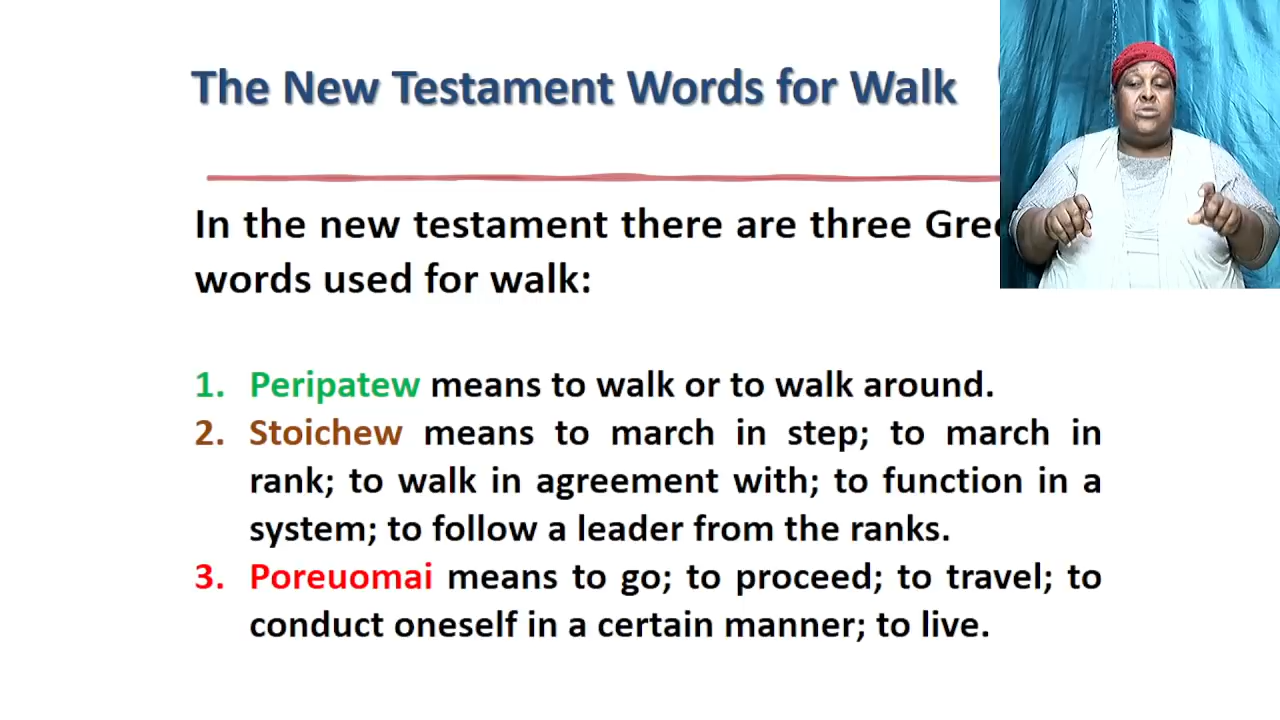 The New Testament Words for Walk
In the new testament there are three
words used for walk:
1. Peripatew means to walk or to walk around.
2. Stoichew means to march in step; to march in
rank; to walk in agreement with; to function in a
system; to follow a leader from the ranks.
3. Poreuomai means to go; to proceed; to travel; to
conduct oneself in a certain manner; to live.